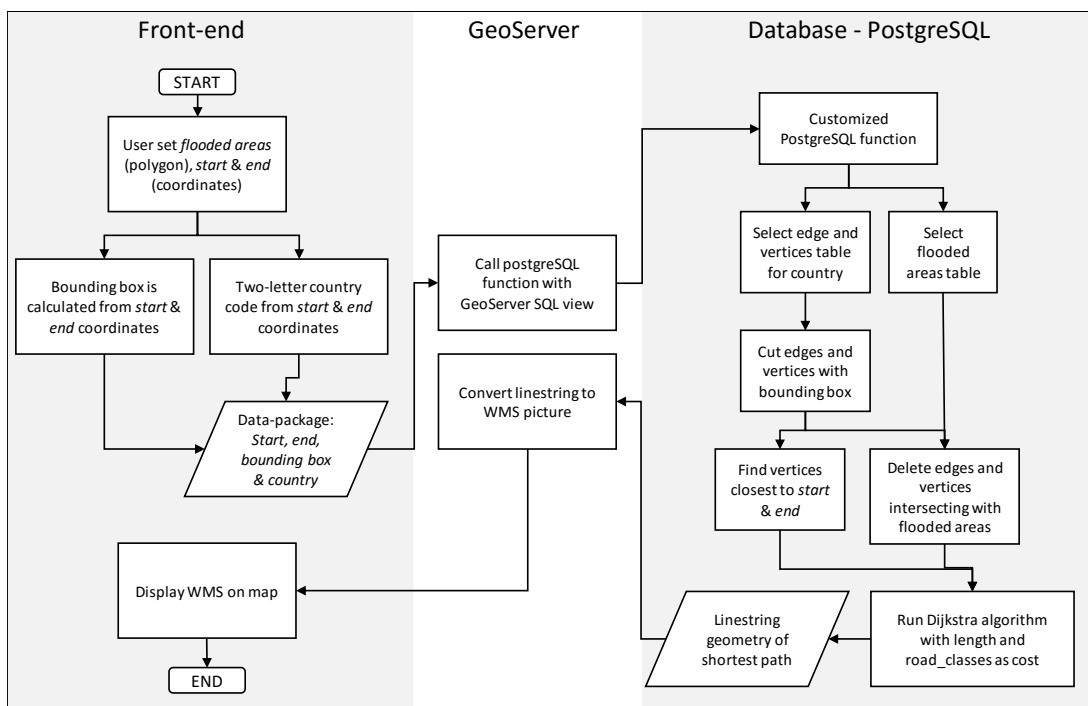 Front-end
GeoServer
Database - PostgreSQL
START
User set flooded areas
(polygon), start & end
(coordinates)
Bounding box is
calculated from start &
end coordinates
Two-letter country
code from start & end
coordinates
Data-package:
Start, end,
bounding box
& country
Call postgreSQL
function with
GeoServer SQL view
Customized
PostgreSQL function
Select edge and
vertices table
for country
Select
flooded
areas table
Cut edges and
vertices with
bounding box
Find vertices
closest to start
& end
Delete edges and
vertices
intersecting with
flooded areas
Run Dijkstra algorithm
with length and
road_classes as cost
Linestring
geometry of
shortest path
Convert linestring to
WMS picture
Display WMS on map
END